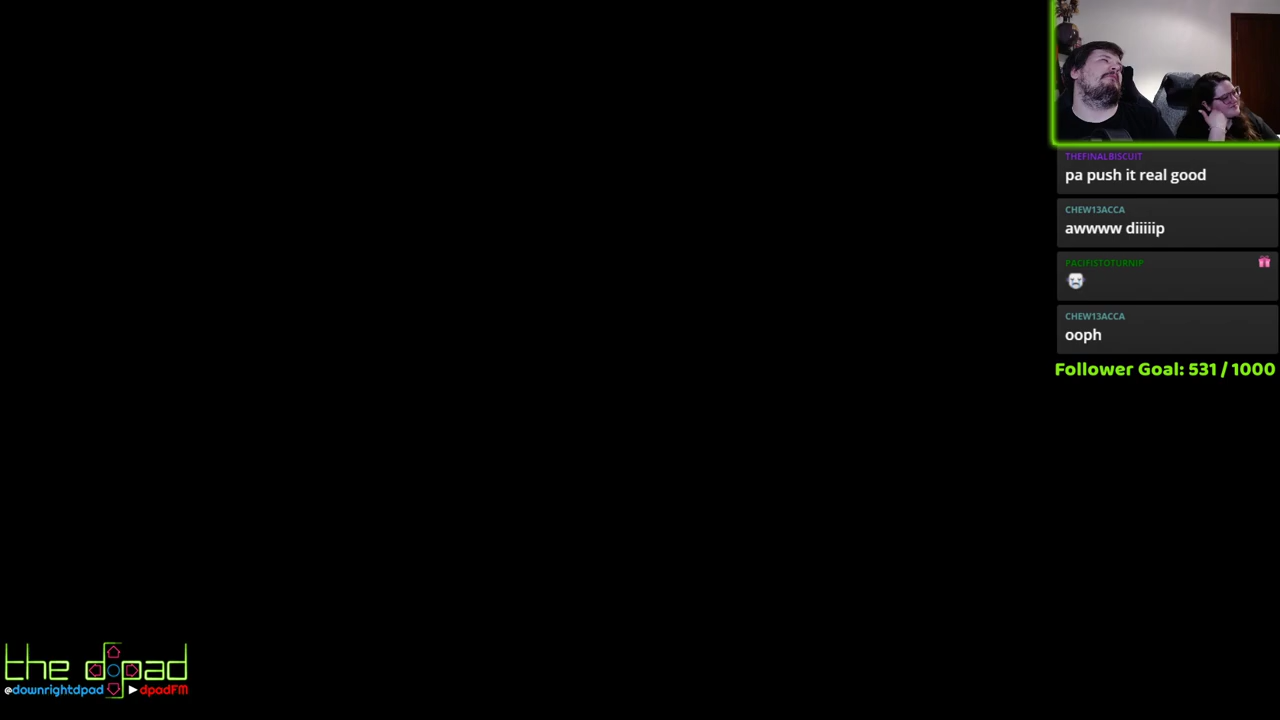 THEFINALBISCUIT
pa push it real good
CHEW13ACCA
awwww diiiiip
PACIFISTOTURNIP
CHEW13ACCA
ooph
Follower Goal: 531 / 1000
the dpad
@downrightdpad ▶dpadFM